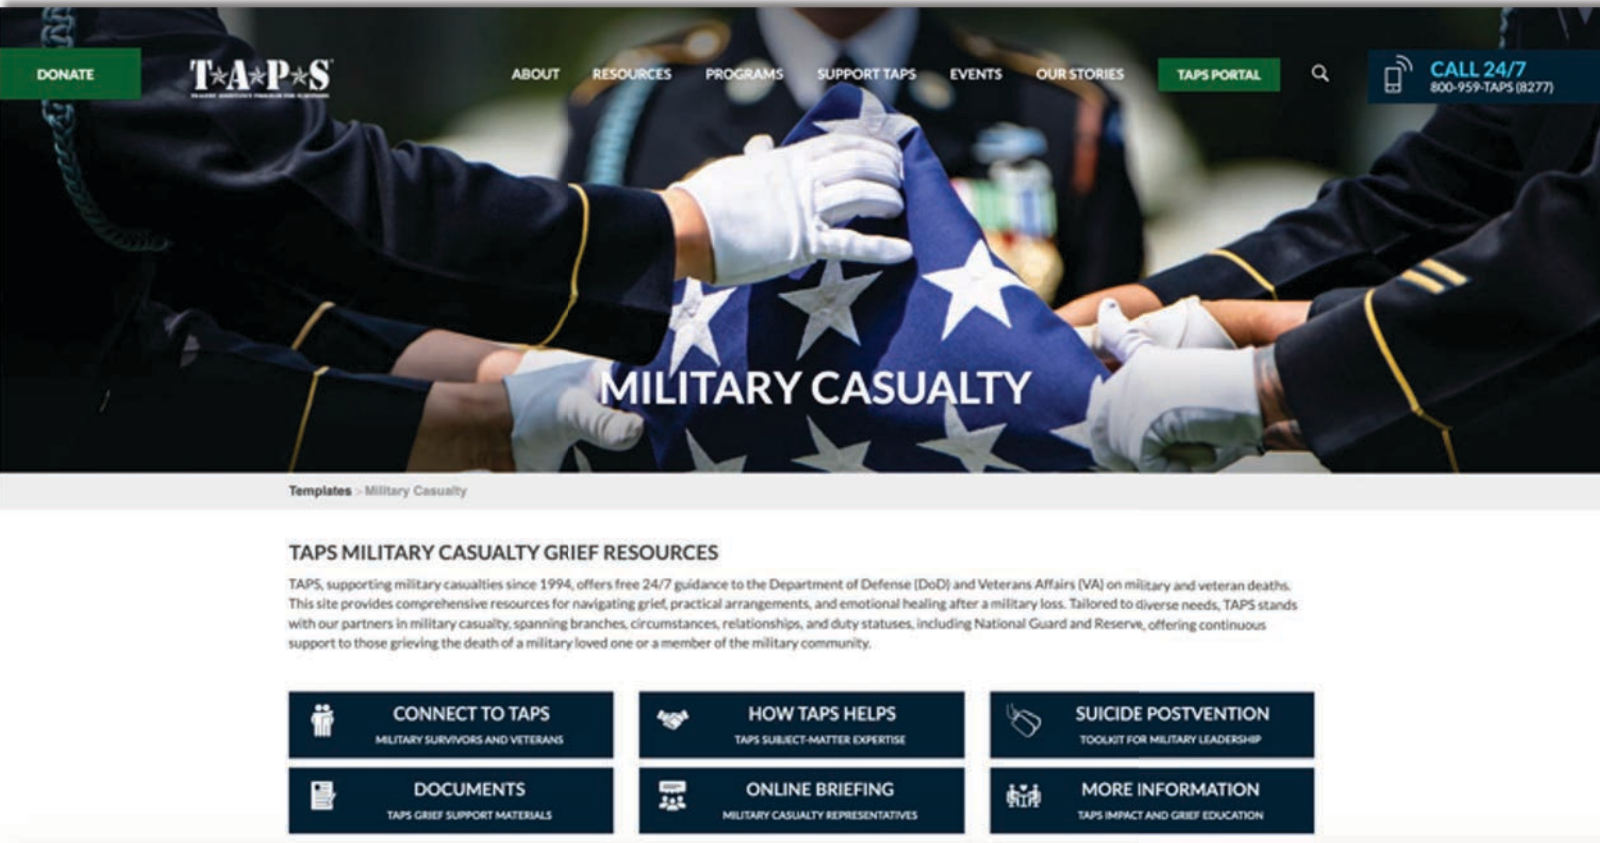 DONATE
T★A★P★S
TRAGEDY ASSISTANCE PROGRAM FOR SURVIVORS
ABOUT
RESOURCES
PROGRAMS
SUPPORT TAPS
EVENTS
OUR STORIES
TAPS PORTAL
CALL 24/7
800-959-TAPS (8277)
MILITARY CASUALTY
Templates > Military Casualty
TAPS MILITARY CASUALTY GRIEF RESOURCES
TAPS, supporting military casualties since 1994, offers free 24/7 guidance to the Department of Defense (DoD) and Veterans Affairs (VA) on military and veteran deaths.
This site provides comprehensive resources for navigating grief, practical arrangements, and emotional healing after a military loss. Tailored to diverse needs, TAPS stands
with our partners in military casualty, spanning branches, circumstances, relationships, and duty statuses, including National Guard and Reserve, offering continuous
support to those grieving the death of a military loved one or a member of the military community.
CONNECT TO TAPS
MILITARY SURVIVORS AND VETERANS
HOW TAPS HELPS
TAPS SUBJECT-MATTER EXPERTISE
SUICIDE POSTVENTION
TOOLKIT FOR MILITARY LEADERSHIP
DOCUMENTS
TAPS GRIEF SUPPORT MATERIALS
ONLINE BRIEFING
MILITARY CASUALTY REPRESENTATIVES
MORE INFORMATION
TAPS IMPACT AND GRIEF EDUCATION